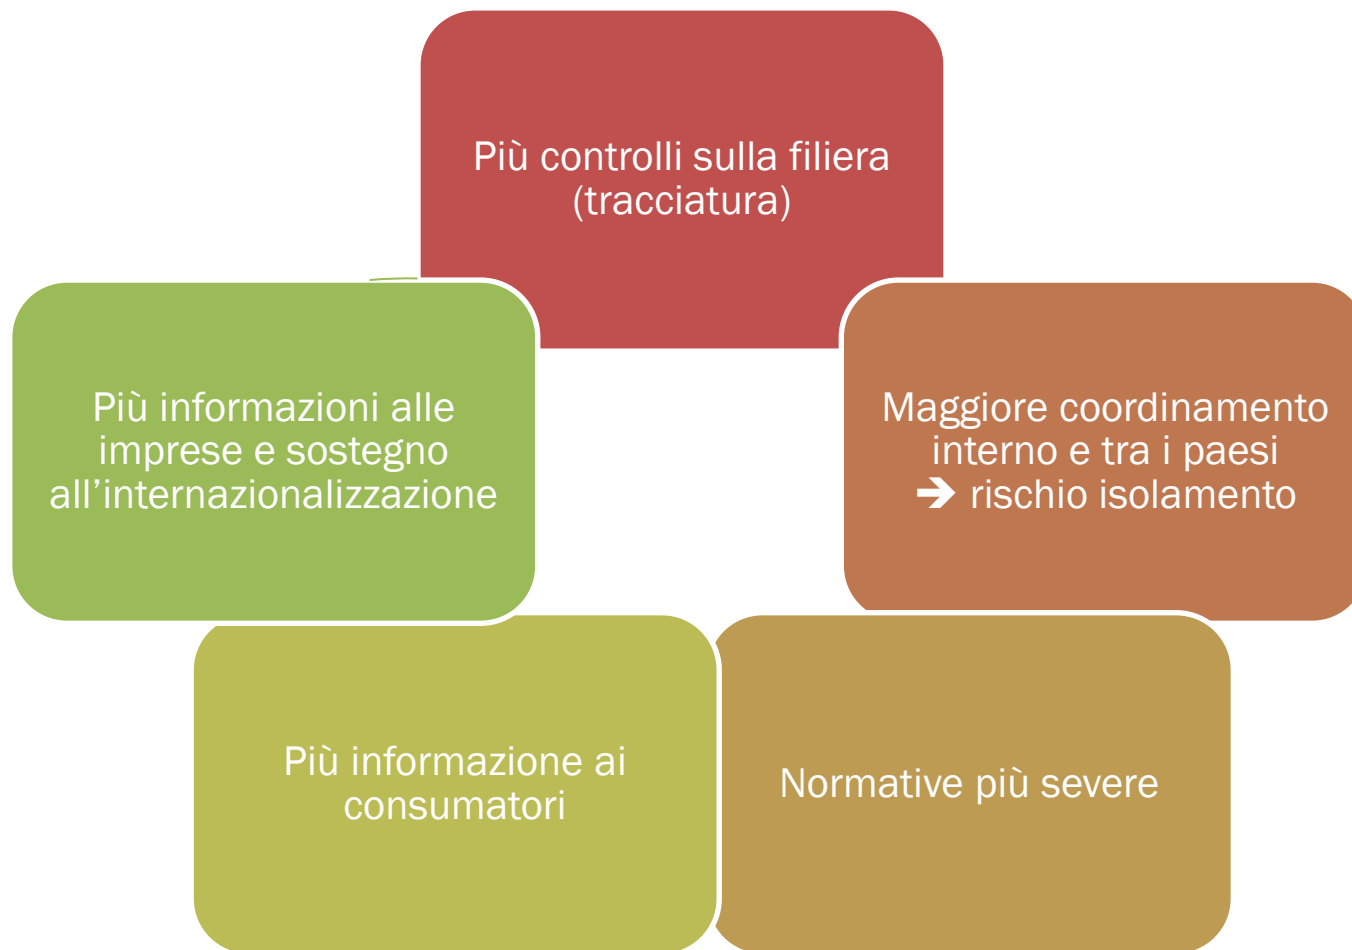 Più controlli sulla filiera
(tracciatura)
Maggiore coordinamento
interno e tra i paesi
➔ rischio isolamento
Normative più severe
Più informazione ai
consumatori
Più informazioni alle
imprese e sostegno
all’internazionalizzazione